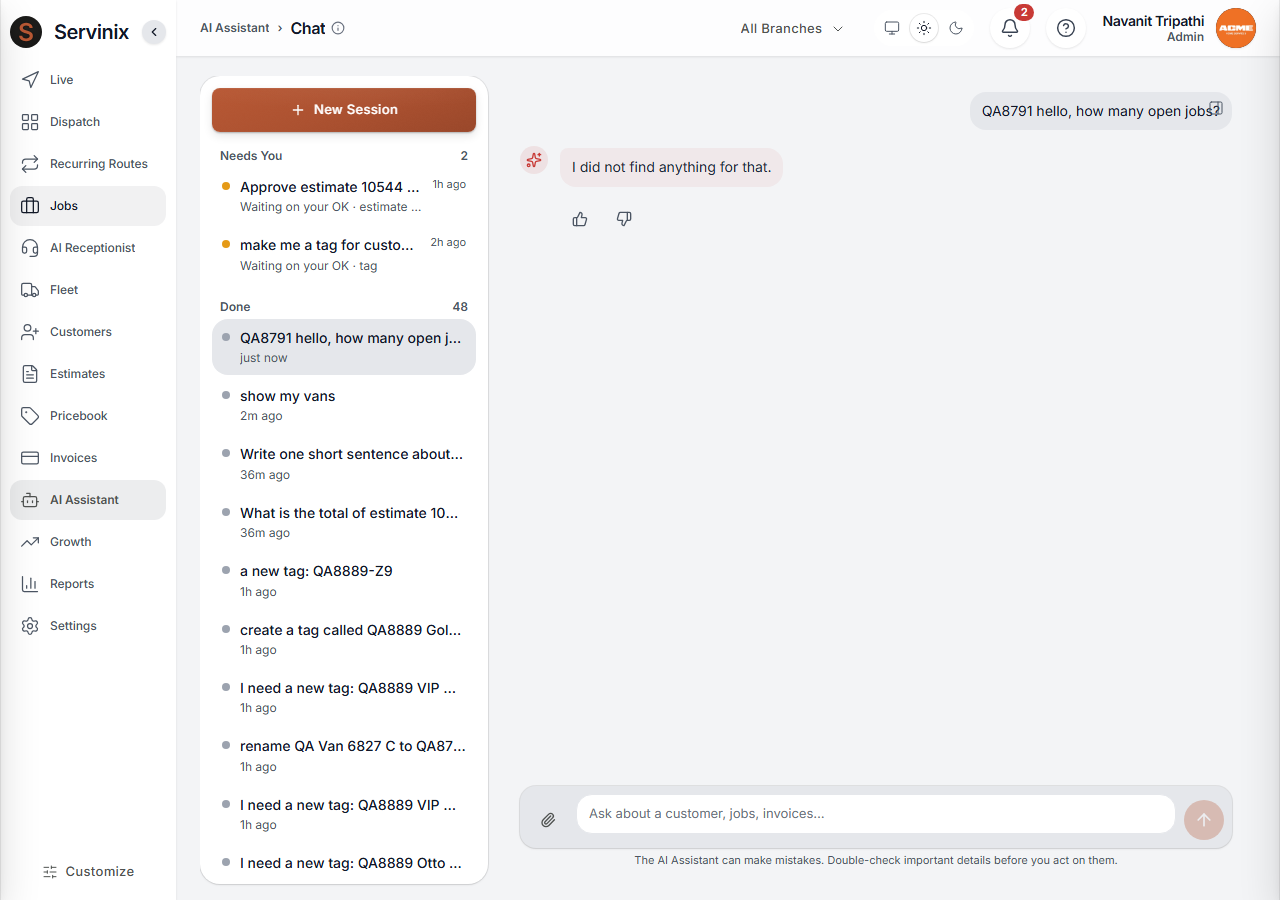 S Servinix
AI Assistant › Chat
All Branches
2
Navanit Tripathi
Admin
ACME
Live
Dispatch
Recurring Routes
Jobs
AI Receptionist
Fleet
Customers
Estimates
Pricebook
Invoices
AI Assistant
Growth
Reports
Settings
Customize
+ New Session
Needs You 2
Approve estimate 10544 ... 1h ago
Waiting on your OK · estimate ...
make me a tag for custo... 2h ago
Waiting on your OK · tag
Done 48
QA8791 hello, how many open j...
just now
show my vans
2m ago
Write one short sentence about...
36m ago
What is the total of estimate 10...
36m ago
a new tag: QA8889-Z9
1h ago
create a tag called QA8889 Gol...
1h ago
I need a new tag: QA8889 VIP ...
1h ago
rename QA Van 6827 C to QA87...
1h ago
I need a new tag: QA8889 VIP ...
1h ago
I need a new tag: QA8889 Otto ...
QA8791 hello, how many open jobs?
I did not find anything for that.
Ask about a customer, jobs, invoices...
The AI Assistant can make mistakes. Double-check important details before you act on them.